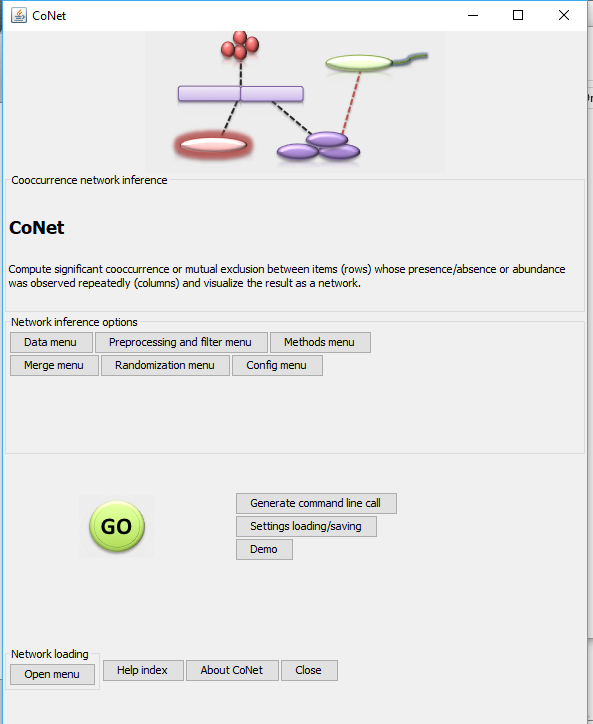 CoNet
Cooccurrence network inference
CoNet
Compute significant cooccurrence or mutual exclusion between items (rows) whose presence/absence or abundance
was observed repeatedly (columns) and visualize the result as a network.
Network inference options
Data menu Preprocessing and filter menu Methods menu
Merge menu Randomization menu Config menu
Generate command line call
GO
Settings loading/saving
Demo
Network loading
Open menu Help index About CoNet Close